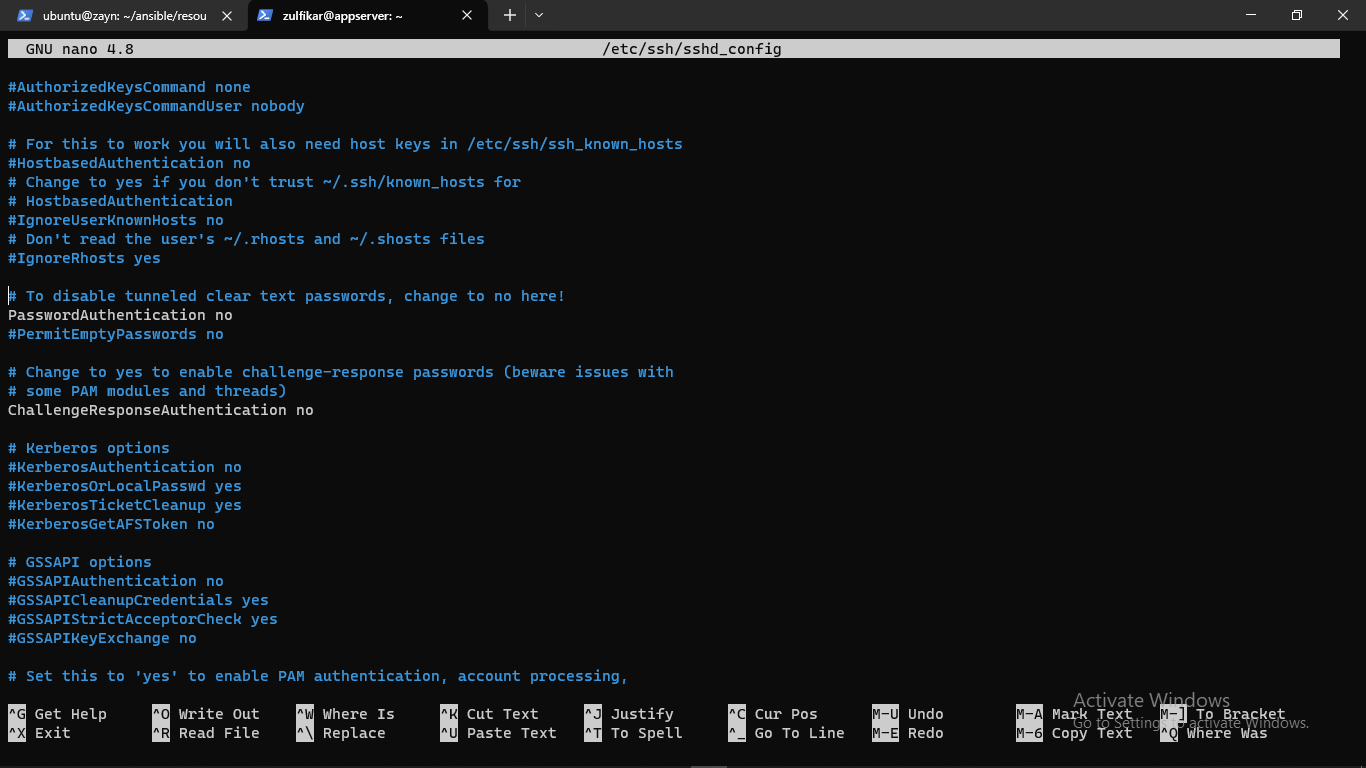 ubuntu@zayn: ~/ansible/resou
zulfikar@appserver: ~
GNU nano 4.8 /etc/ssh/sshd_config
#AuthorizedKeysCommand none
#AuthorizedKeysCommandUser nobody
# For this to work you will also need host keys in /etc/ssh/ssh_known_hosts
#HostbasedAuthentication no
# Change to yes if you don't trust ~/.ssh/known_hosts for
# HostbasedAuthentication
#IgnoreUserKnownHosts no
# Don't read the user's ~/.rhosts and ~/.shosts files
#IgnoreRhosts yes
# To disable tunneled clear text passwords, change to no here!
PasswordAuthentication no
#PermitEmptyPasswords no
# Change to yes to enable challenge-response passwords (beware issues with
# some PAM modules and threads)
ChallengeResponseAuthentication no
# Kerberos options
#KerberosAuthentication no
#KerberosOrLocalPasswd yes
#KerberosTicketCleanup yes
#KerberosGetAFSToken no
# GSSAPI options
#GSSAPIAuthentication no
#GSSAPICleanupCredentials yes
#GSSAPIStrictAcceptorCheck yes
#GSSAPIKeyExchange no
# Set this to 'yes' to enable PAM authentication, account processing,
^G Get Help ^O Write Out ^W Where Is ^K Cut Text ^J Justify ^C Cur Pos M-U Undo M-A Mark Text M-] To Bracket
^X Exit ^R Read File ^\ Replace ^U Paste Text ^T To Spell ^_ Go To Line M-E Redo M-6 Copy Text ^Q Where Was
Activate Windows
Go to Settings to activate Windows.